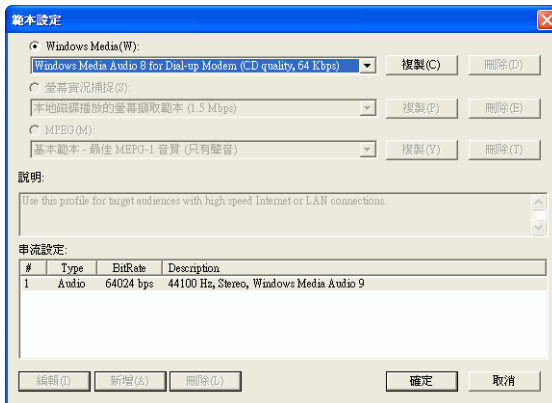 範本設定
Windows Media(W):
Windows Media Audio 8 for Dial-up Modem (CD quality, 64 Kbps) 複製(C) 刪除(D)
螢幕實況捕捉(S):
本地磁碟播放的螢幕擷取範本 (1.5 Mbps) 複製(P) 刪除(E)
MPEG(M):
基本範本 - 最佳 MEPG-1 音質 (只有聲音) 複製(Y) 刪除(T)
說明:
Use this profile for target audiences with high speed Internet or LAN connections.
串流設定:
# Type BitRate Description
1 Audio 64024 bps 44100 Hz, Stereo, Windows Media Audio 9
編輯(I) 新增(A) 刪除(L) 確定 取消